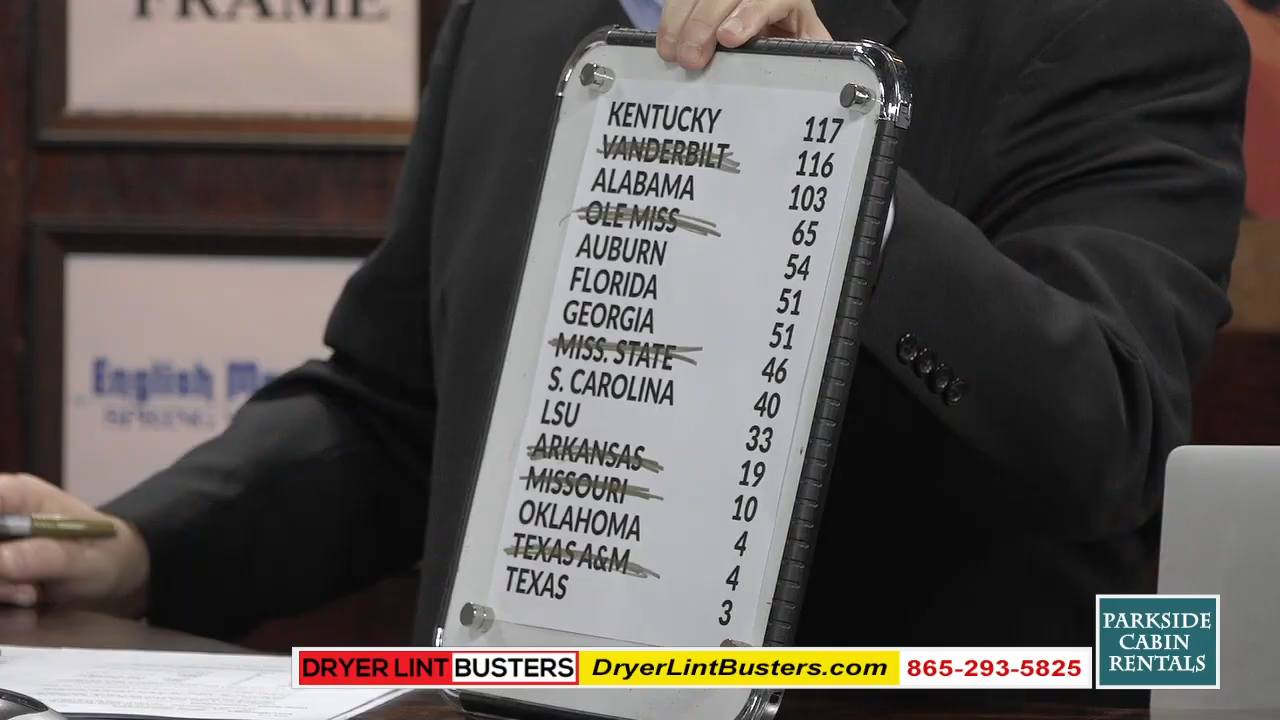 FRAME
English
KENTUCKY 117
VANDERBILT 116
ALABAMA 103
OLE MISS 65
AUBURN 54
FLORIDA 51
GEORGIA 51
MISS. STATE 46
S. CAROLINA 40
LSU 33
ARKANSAS 19
MISSOURI 10
OKLAHOMA 4
TEXAS A&M 4
TEXAS 3
DRYER LINT BUSTERS DryerLintBusters.com 865-293-5825
PARKSIDE
CABIN
RENTALS